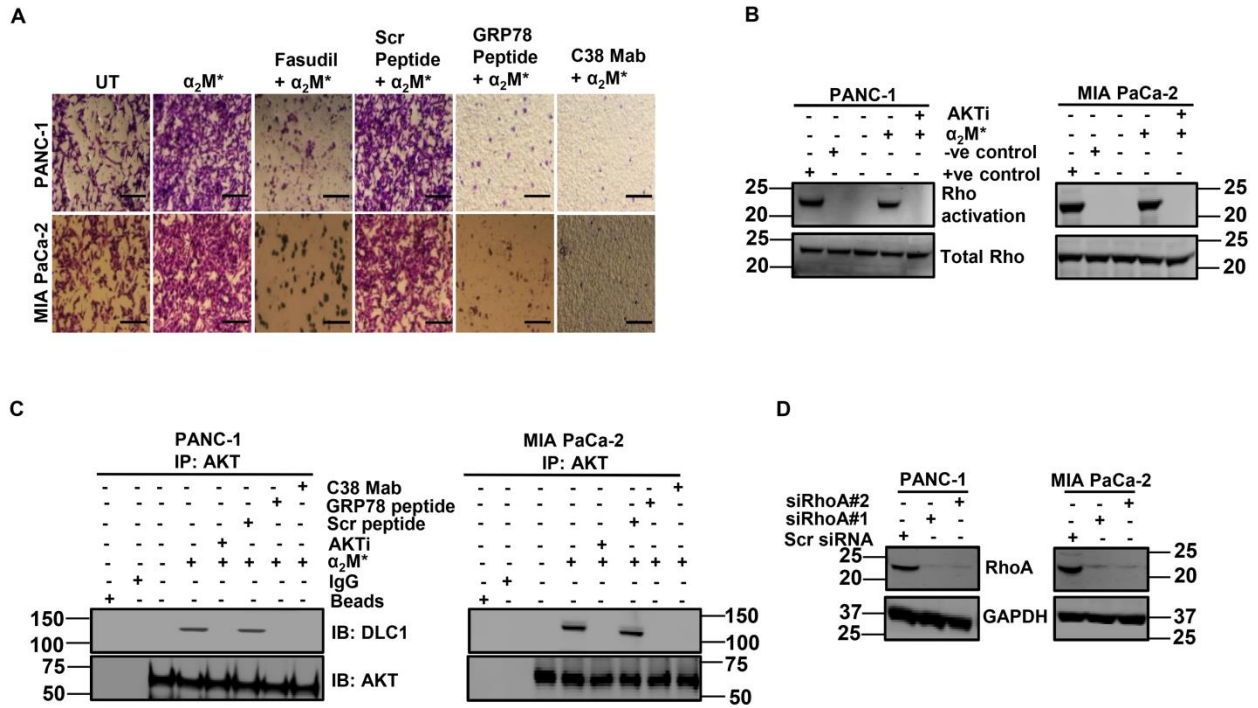 A
UT
α₂M*
Fasudil
+ α₂M*
Scr
Peptide
+ α₂M*
GRP78
Peptide
+ α₂M*
C38 Mab
+ α₂M*
PANC-1
MIA PaCa-2
B
PANC-1
MIA PaCa-2
- - - - + AKTi - - - - +
- - - + + α₂M* - - - + +
- + - - - -ve control - + - - -
+ - - - - +ve control + - - - -
25
20
Rho
activation
25
20
25
20
Total Rho
25
20
C
PANC-1
IP: AKT
MIA PaCa-2
IP: AKT
- - - - - - - + C38 Mab - - - - - - - +
- - - - - - + - GRP78 peptide - - - - - - + -
- - - - - + - - Scr peptide - - - - - + - -
- - - - + - - - AKTi - - - - + - - -
- - - + + + + + α₂M* - - - + + + + +
- + - - - - - - IgG - + - - - - - -
+ - - - - - - - Beads + - - - - - - -
150
100
IB: DLC1
150
100
75
50
IB: AKT
75
50
D
PANC-1
MIA PaCa-2
siRhoA#2 - - + - - +
siRhoA#1 - + - - + -
Scr siRNA + - - + - -
25
20
RhoA
25
20
37
25
GAPDH
37
25